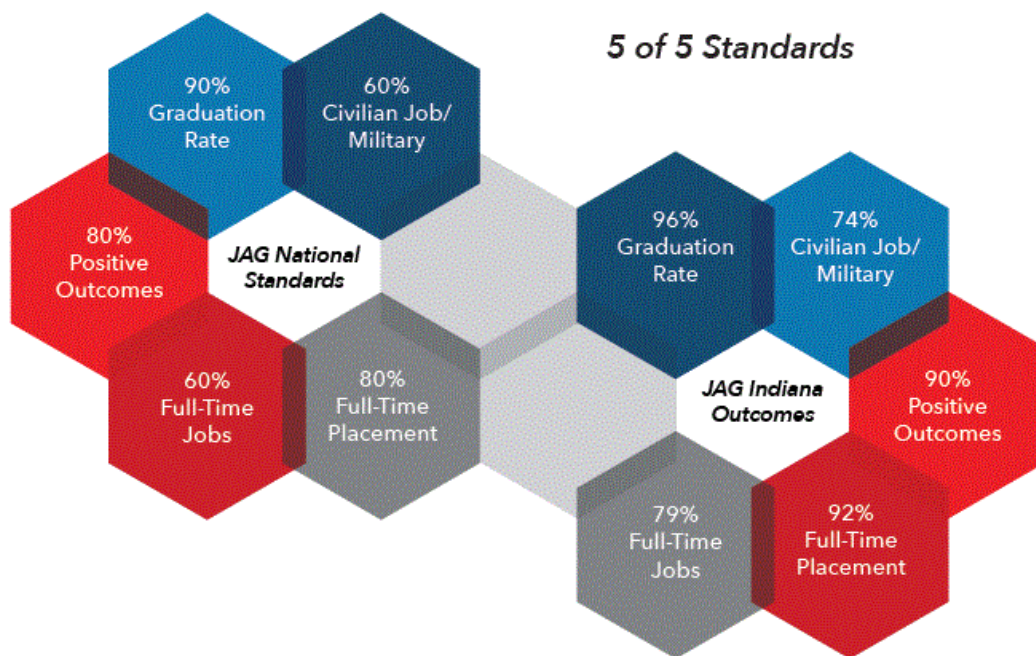 5 of 5 Standards
90%
Graduation
Rate
60%
Civilian Job/
Military
80%
Positive
Outcomes
JAG National
Standards
60%
Full-Time
Jobs
80%
Full-Time
Placement
96%
Graduation
Rate
74%
Civilian Job/
Military
JAG Indiana
Outcomes
90%
Positive
Outcomes
79%
Full-Time
Jobs
92%
Full-Time
Placement